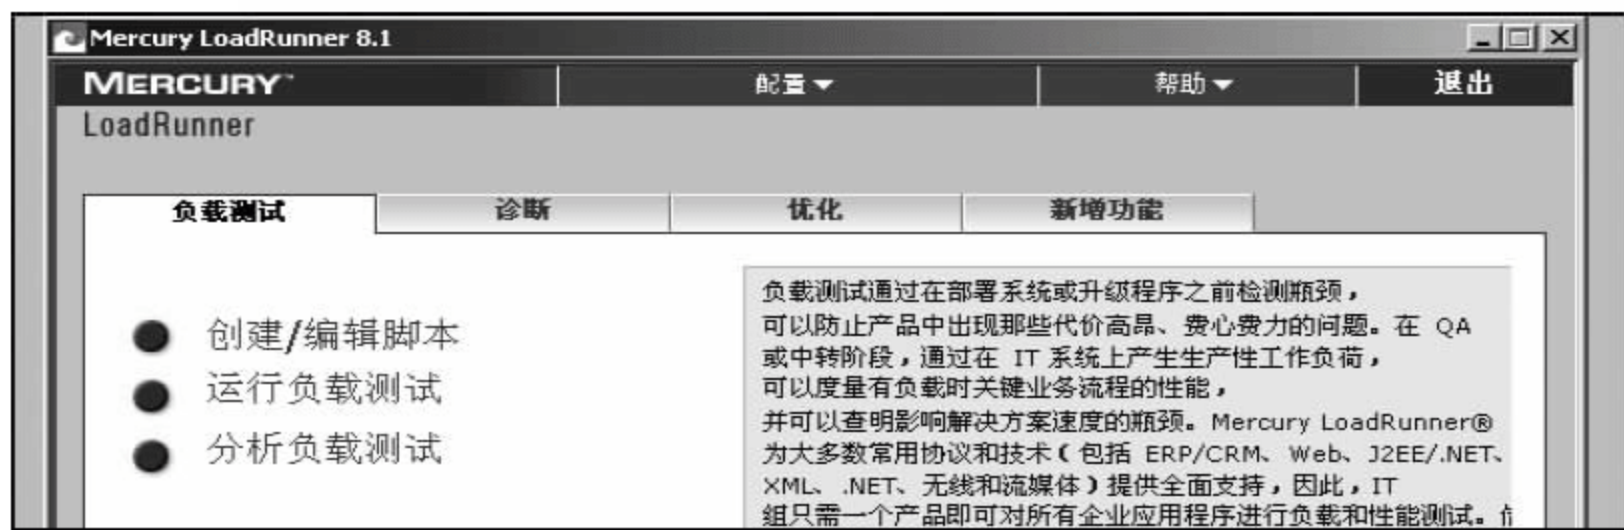 Mercury LoadRunner 8.1
MERCURY 配置 帮助 退出
LoadRunner
负载测试 诊断 优化 新增功能
创建/编辑脚本
运行负载测试
分析负载测试
负载测试通过在部署系统或升级程序之前检测瓶颈，
可以防止产品中出现那些代价高昂、费心费力的问题。在 QA
或中转阶段，通过在 IT 系统上产生生产性工作负荷，
可以度量有负载时关键业务流程的性能，
并可以查明影响解决方案速度的瓶颈。Mercury LoadRunner®
为大多数常用协议和技术（包括 ERP/CRM、Web、J2EE/.NET、
XML、.NET、无线和流媒体）提供全面支持，因此，IT
组只需一个产品即可对所有企业应用程序进行负载和性能测试。